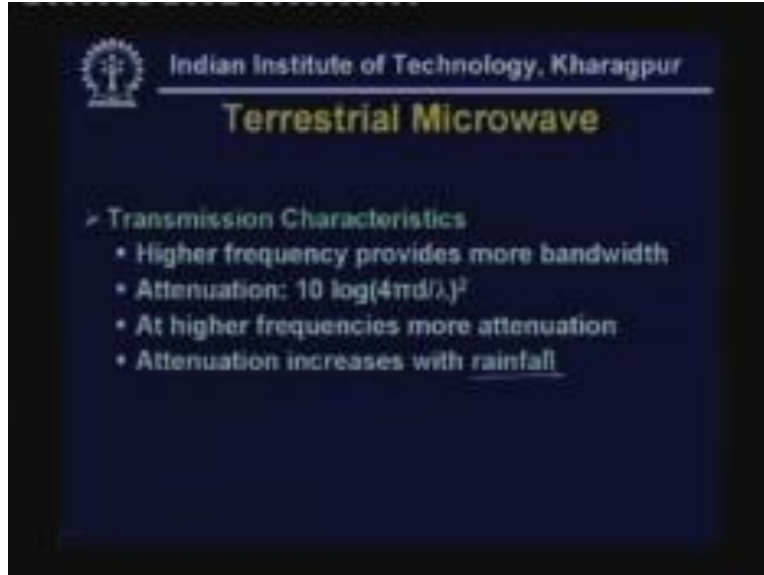 Indian Institute of Technology, Kharagpur
Terrestrial Microwave
➢ Transmission Characteristics
▪ Higher frequency provides more bandwidth
▪ Attenuation: 10 log(4πd/λ)²
▪ At higher frequencies more attenuation
▪ Attenuation increases with rainfall